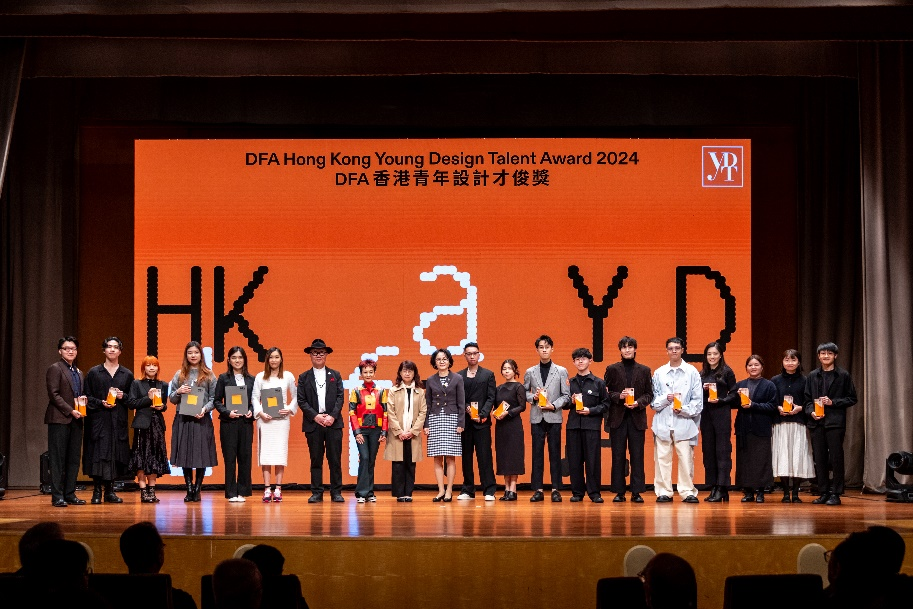 DFA Hong Kong Young Design Talent Award 2024
DFA 香港青年設計才俊獎
YDT
HK a Y D